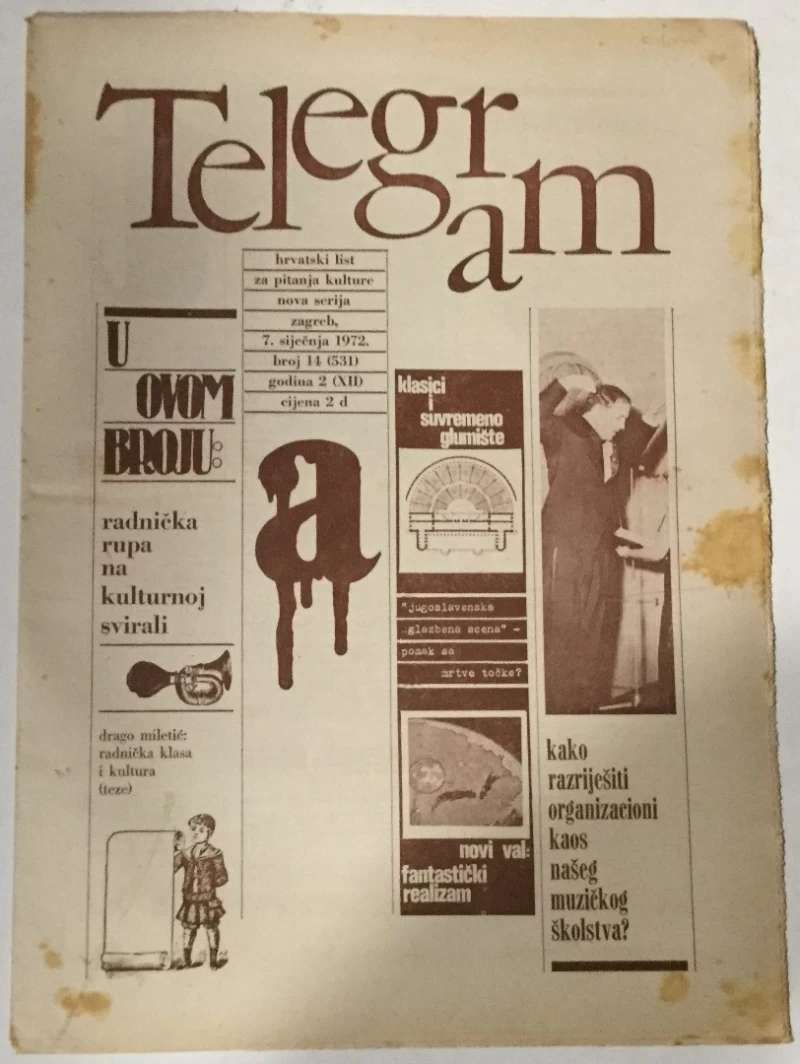 Telegram
hrvatski list
za pitanja kulture
nova serija
zagreb,
7. siječnja 1972.
broj 14 (531)
godina 2 (XII)
cijena 2 d
U
OVOM
BROJU:
radnička
rupa
na
kulturnoj
svirali
drago miletić:
radnička klasa
i kultura
(teze)
a
klasici
i
suvremeno
glumište
"jugoslavenska
glazbena scena" –
pomak sa
mrtve točke?
novi val:
fantastički
realizam
kako
razriješiti
organizacioni
kaos
našeg
muzičkog
školstva?